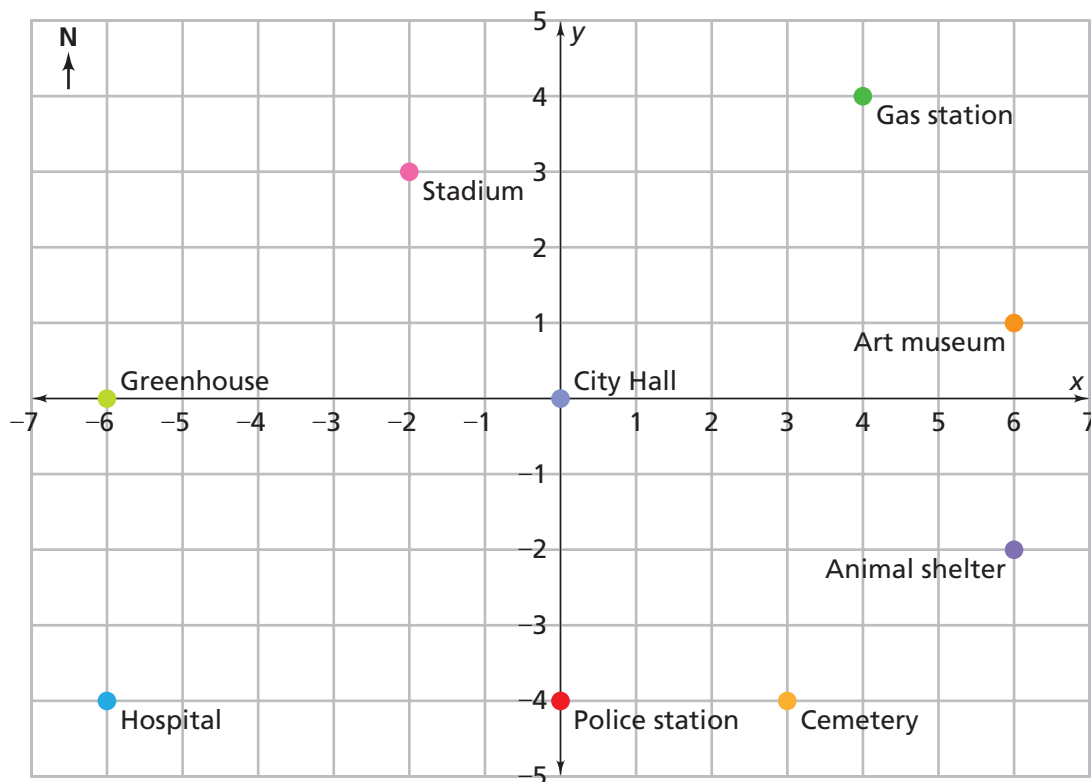 N
5
y
4
Gas station
3
Stadium
2
1
Art museum
Greenhouse
City Hall
x
−7 −6 −5 −4 −3 −2 −1 1 2 3 4 5 6 7
−1
−2
Animal shelter
−3
−4
Hospital
Police station
Cemetery
−5